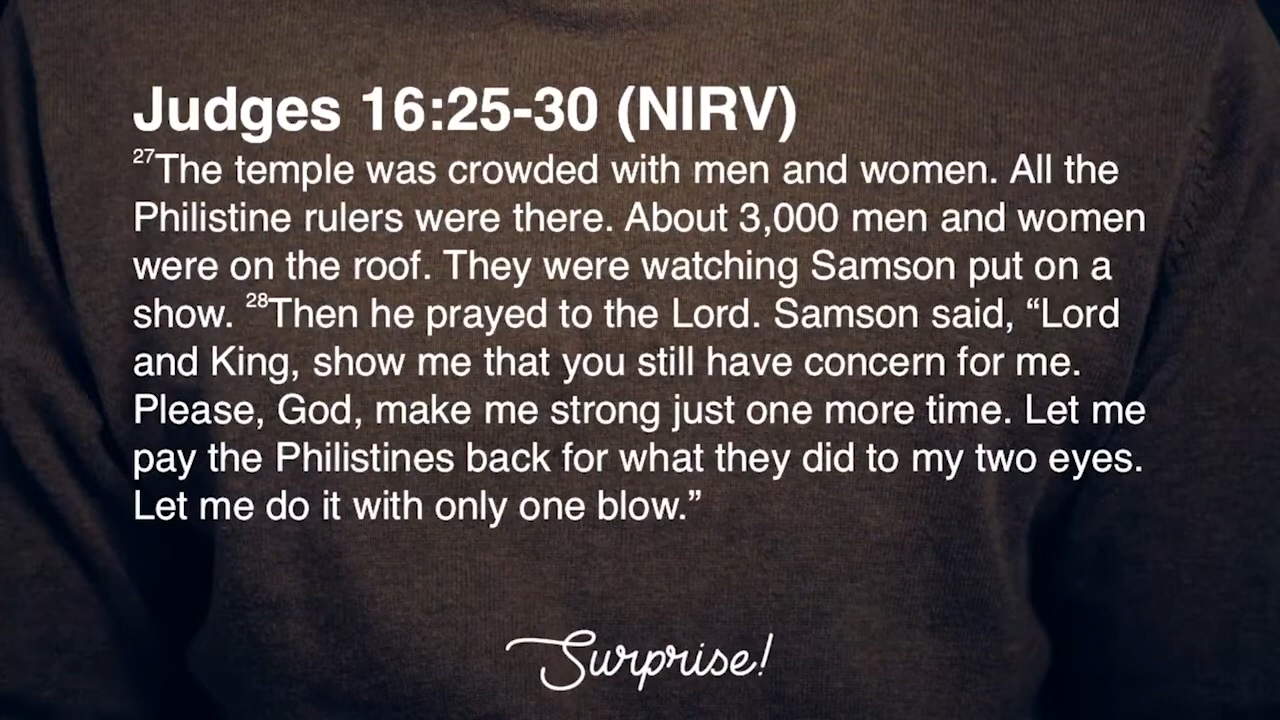 Judges 16:25-30 (NIRV)
27The temple was crowded with men and women. All the
Philistine rulers were there. About 3,000 men and women
were on the roof. They were watching Samson put on a
show. 28Then he prayed to the Lord. Samson said, “Lord
and King, show me that you still have concern for me.
Please, God, make me strong just one more time. Let me
pay the Philistines back for what they did to my two eyes.
Let me do it with only one blow.”
Surprise!